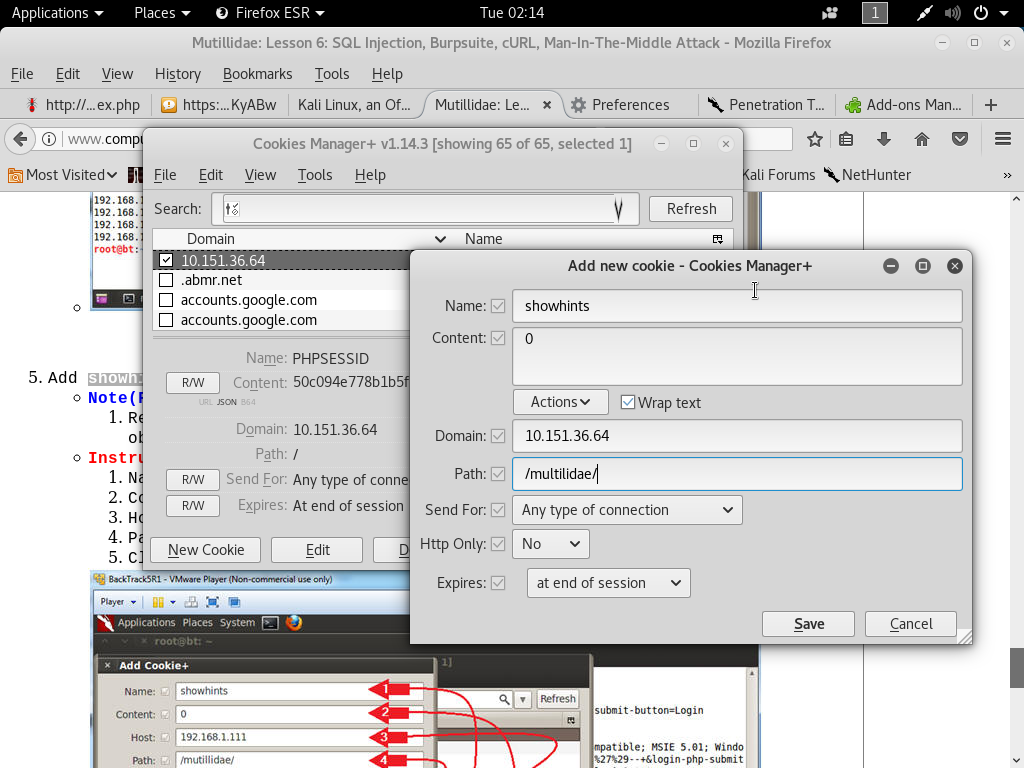 Applications Places Firefox ESR Tue 02:14 1
Mutillidae: Lesson 6: SQL Injection, Burpsuite, cURL, Man-In-The-Middle Attack - Mozilla Firefox
File Edit View History Bookmarks Tools Help
http://...ex.php https:...KyABw Kali Linux, an Of... Mutillidae: Le... Preferences Penetration T... Add-ons Man...
www.compu
Most Visited Kali Forums NetHunter
Cookies Manager+ v1.14.3 [showing 65 of 65, selected 1]
File Edit View Tools Help
Search: Refresh
Domain Name
10.151.36.64
.abmr.net
accounts.google.com
accounts.google.com
Name: PHPSESSID
R/W Content: 50c094e778b1b5f
URL JSON B64
Domain: 10.151.36.64
Path: /
R/W Send For: Any type of conne
R/W Expires: At end of session
New Cookie Edit D
Add new cookie - Cookies Manager+
Name: showhints
Content: 0
Actions Wrap text
Domain: 10.151.36.64
Path: /multilidae/
Send For: Any type of connection
Http Only: No
Expires: at end of session
Save Cancel
192.168.1
192.168.1
192.168.1
192.168.1
root@bt:
5. Add showh
Note(F
1. Re
ob
Instru
1. Na
2. Co
3. Ho
4. Pa
5. Cl
BackTrack5R1 - VMware Player (Non-commercial use only)
Player
Applications Places System
root@bt: ~
Add Cookie+ 1]
Name: showhints 1
Refresh
Content: 0 2
submit-button=Login
Host: 192.168.1.111 3
mpatible; MSIE 5.01; Windo
Path: /mutillidae/ 4
%27%29--+&login-php-submit